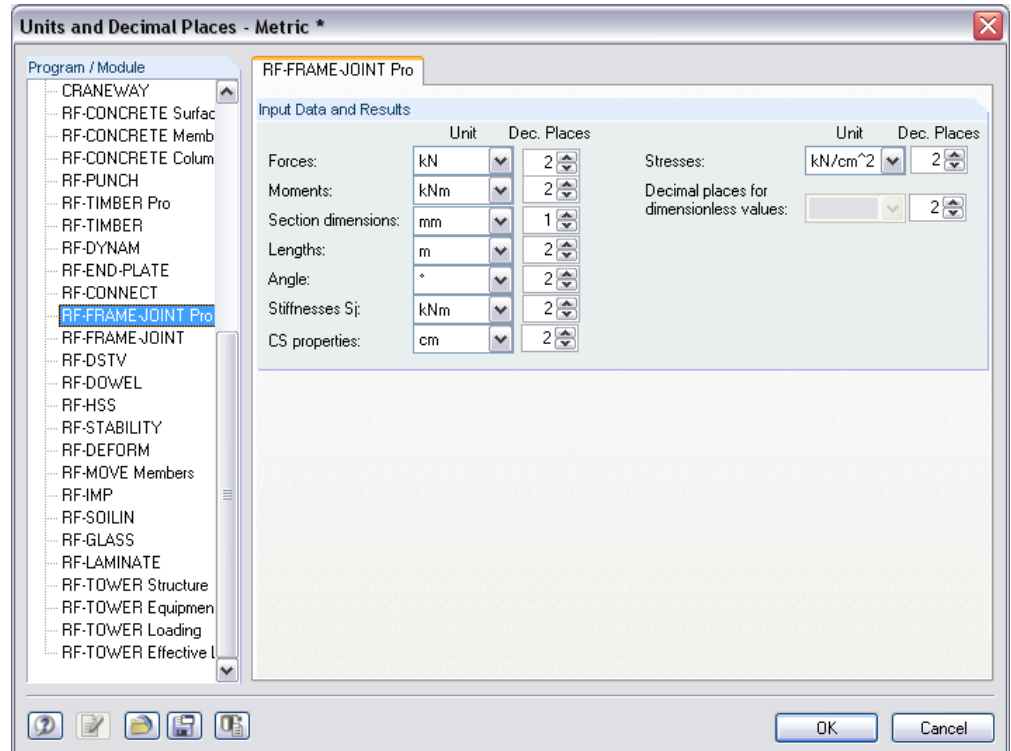 Units and Decimal Places - Metric *
Program / Module
CRANEWAY
RF-CONCRETE Surfac
RF-CONCRETE Memb
RF-CONCRETE Colum
RF-PUNCH
RF-TIMBER Pro
RF-TIMBER
RF-DYNAM
RF-END-PLATE
RF-CONNECT
RF-FRAME-JOINT Pro
RF-FRAME-JOINT
RF-DSTV
RF-DOWEL
RF-HSS
RF-STABILITY
RF-DEFORM
RF-MOVE Members
RF-IMP
RF-SOILIN
RF-GLASS
RF-LAMINATE
RF-TOWER Structure
RF-TOWER Equipmen
RF-TOWER Loading
RF-TOWER Effective L
RF-FRAME-JOINT Pro
Input Data and Results
Unit Dec. Places
Forces: kN 2
Moments: kNm 2
Section dimensions: mm 1
Lengths: m 2
Angle: ° 2
Stiffnesses Sj: kNm 2
CS properties: cm 2
Unit Dec. Places
Stresses: kN/cm^2 2
Decimal places for
dimensionless values: 2
OK Cancel